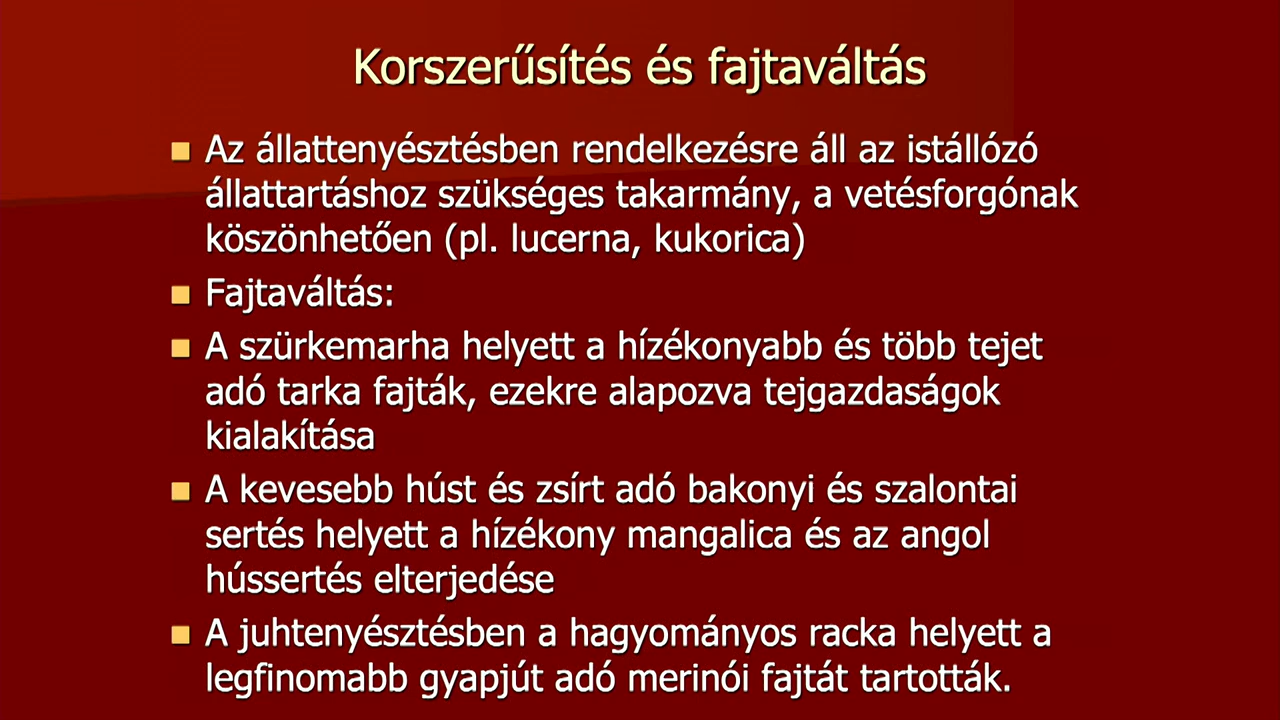 Korszerűsítés és fajtaváltás
Az állattenyésztésben rendelkezésre áll az istállózó
állattartáshoz szükséges takarmány, a vetésforgónak
köszönhetően (pl. lucerna, kukorica)
Fajtaváltás:
A szürkemarha helyett a hízékonyabb és több tejet
adó tarka fajták, ezekre alapozva tejgazdaságok
kialakítása
A kevesebb húst és zsírt adó bakonyi és szalontai
sertés helyett a hízékony mangalica és az angol
hússertés elterjedése
A juhtenyésztésben a hagyományos racka helyett a
legfinomabb gyapjút adó merinói fajtát tartották.